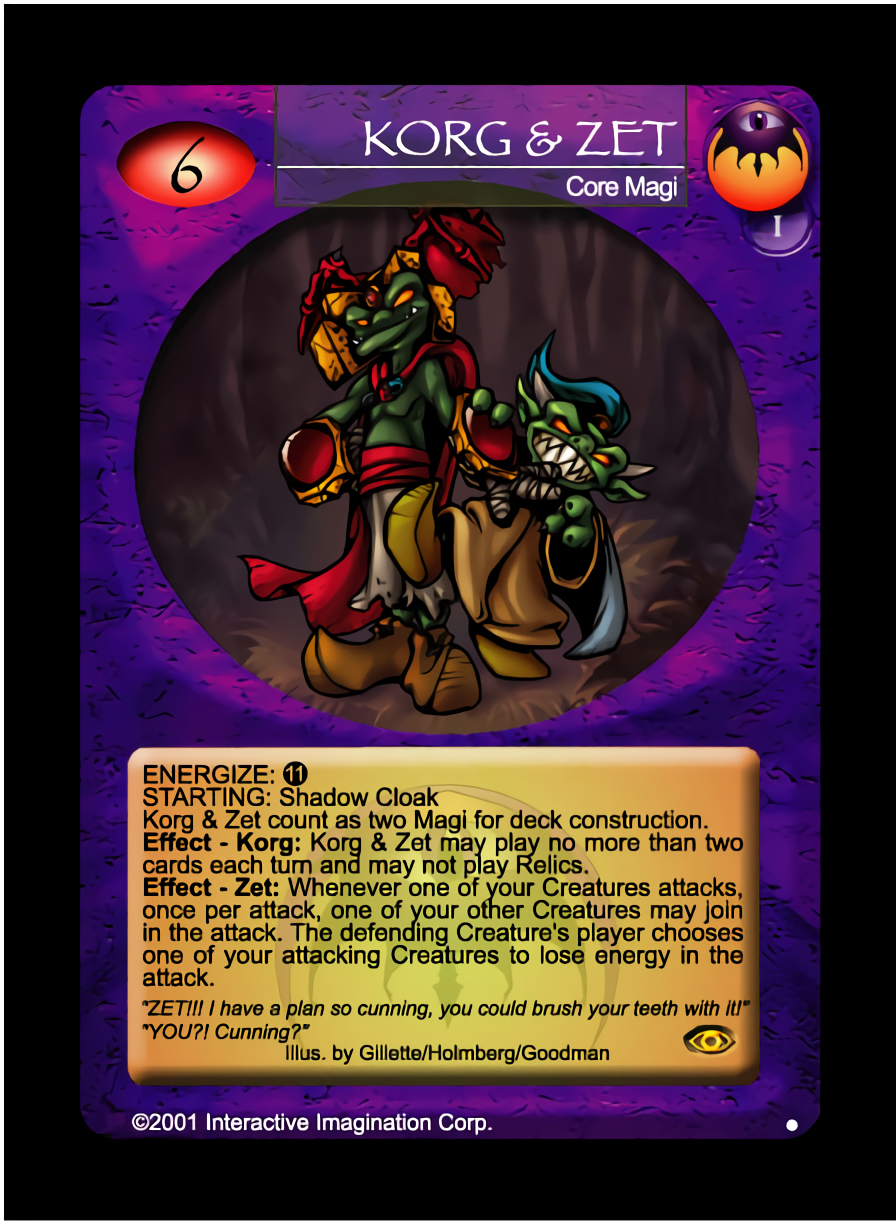 6
KORG & ZET
Core Magi
I
ENERGIZE: 11
STARTING: Shadow Cloak
Korg & Zet count as two Magi for deck construction.
Effect - Korg: Korg & Zet may play no more than two
cards each turn and may not play Relics.
Effect - Zet: Whenever one of your Creatures attacks,
once per attack, one of your other Creatures may join
in the attack. The defending Creature's player chooses
one of your attacking Creatures to lose energy in the
attack.
"ZET!!! I have a plan so cunning, you could brush your teeth with it!"
"YOU?! Cunning?"
Illus. by Gillette/Holmberg/Goodman
©2001 Interactive Imagination Corp.